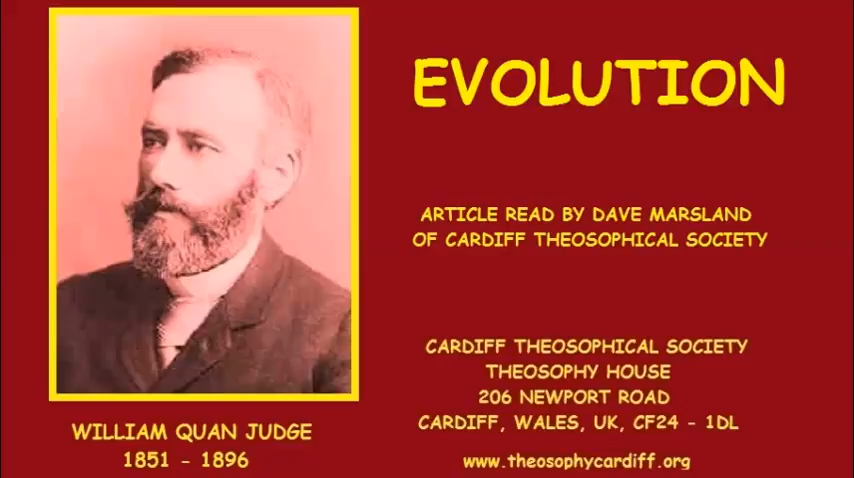 EVOLUTION
ARTICLE READ BY DAVE MARSLAND
OF CARDIFF THEOSOPHICAL SOCIETY
CARDIFF THEOSOPHICAL SOCIETY
THEOSOPHY HOUSE
206 NEWPORT ROAD
CARDIFF, WALES, UK, CF24 - 1DL
www.theosophycardiff.org
WILLIAM QUAN JUDGE
1851 - 1896